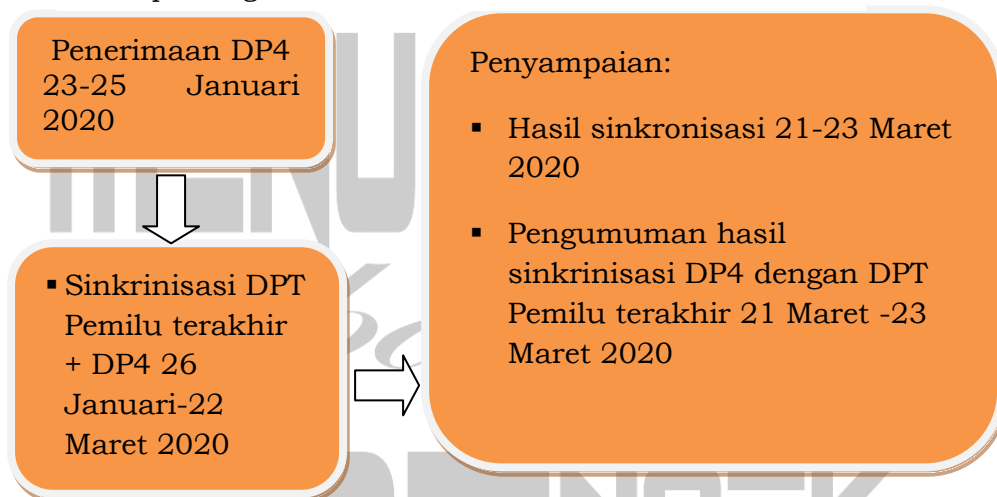 Penerimaan DP4
23-25 Januari
2020
▪ Sinkrinisasi DPT
Pemilu terakhir
+ DP4 26
Januari-22
Maret 2020
Penyampaian:
▪ Hasil sinkronisasi 21-23 Maret
2020
▪ Pengumuman hasil
sinkrinisasi DP4 dengan DPT
Pemilu terakhir 21 Maret -23
Maret 2020